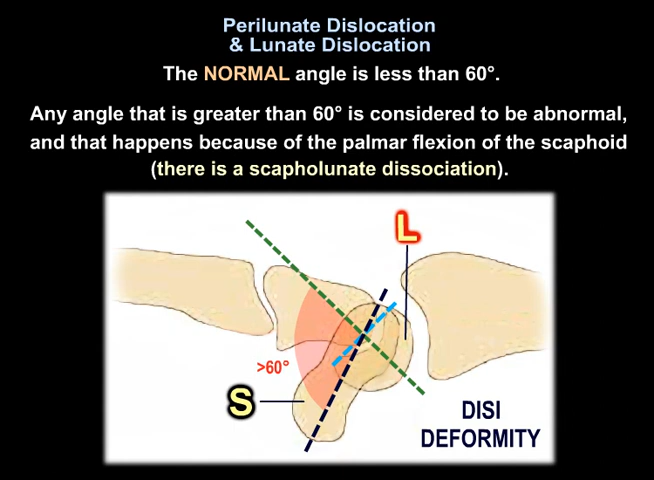 Perilunate Dislocation
& Lunate Dislocation
The NORMAL angle is less than 60°.
Any angle that is greater than 60° is considered to be abnormal,
and that happens because of the palmar flexion of the scaphoid
(there is a scapholunate dissociation).
L
>60°
S
DISI
DEFORMITY